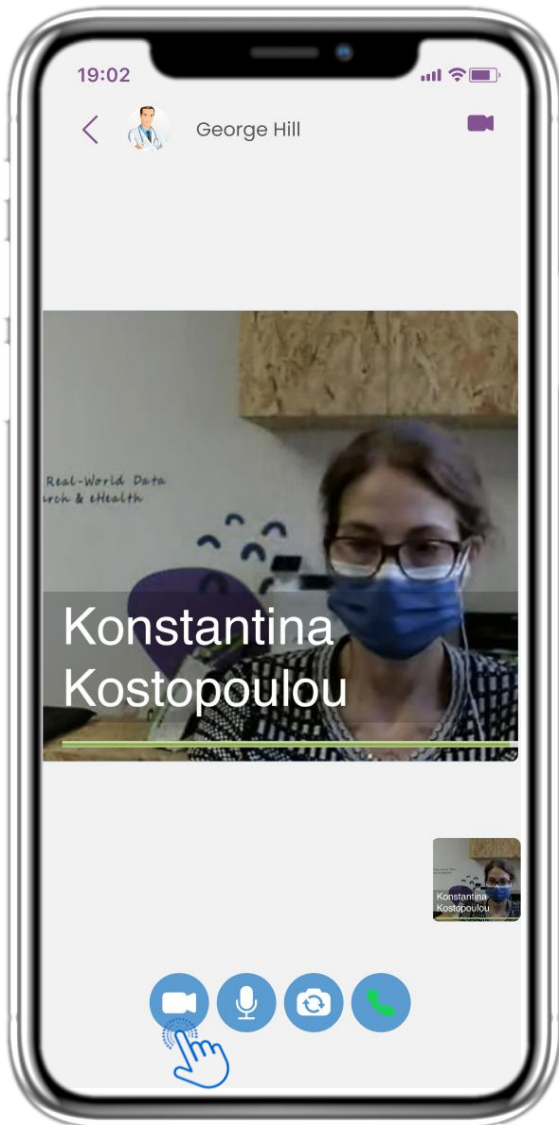 19:02
George Hill
Real-World Data
rch & eHealth
Konstantina
Kostopoulou
Konstantina
Kostopoulou